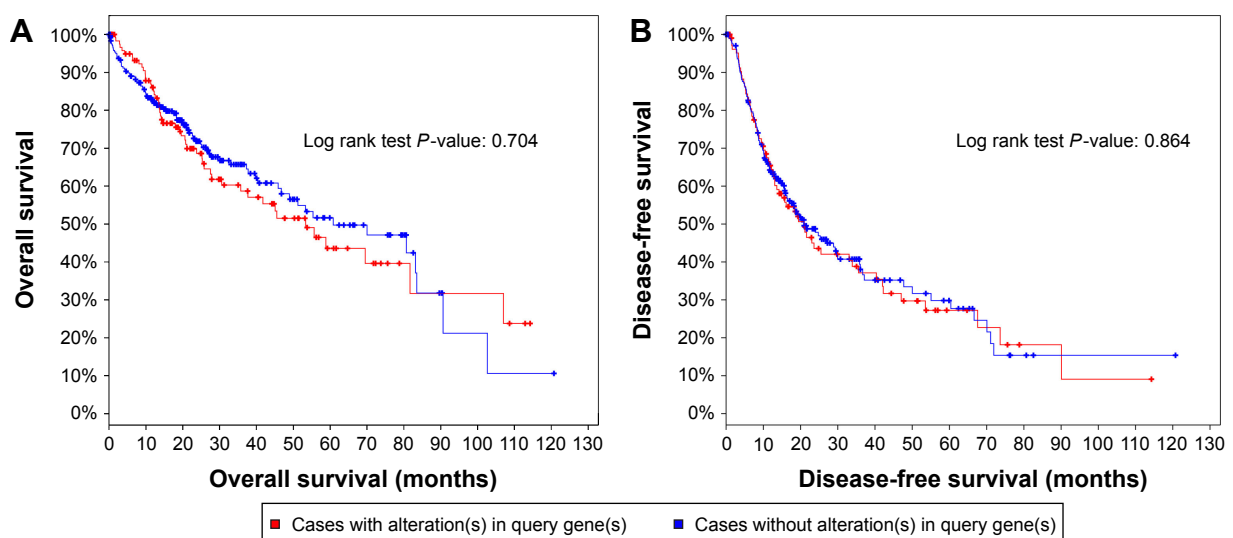 A
Overall survival
100%
90%
80%
70%
60%
50%
40%
30%
20%
10%
0%
Log rank test P-value: 0.704
0 10 20 30 40 50 60 70 80 90 100 110 120 130
Overall survival (months)
B
Disease-free survival
100%
90%
80%
70%
60%
50%
40%
30%
20%
10%
0%
Log rank test P-value: 0.864
0 10 20 30 40 50 60 70 80 90 100 110 120 130
Disease-free survival (months)
Cases with alteration(s) in query gene(s) Cases without alteration(s) in query gene(s)